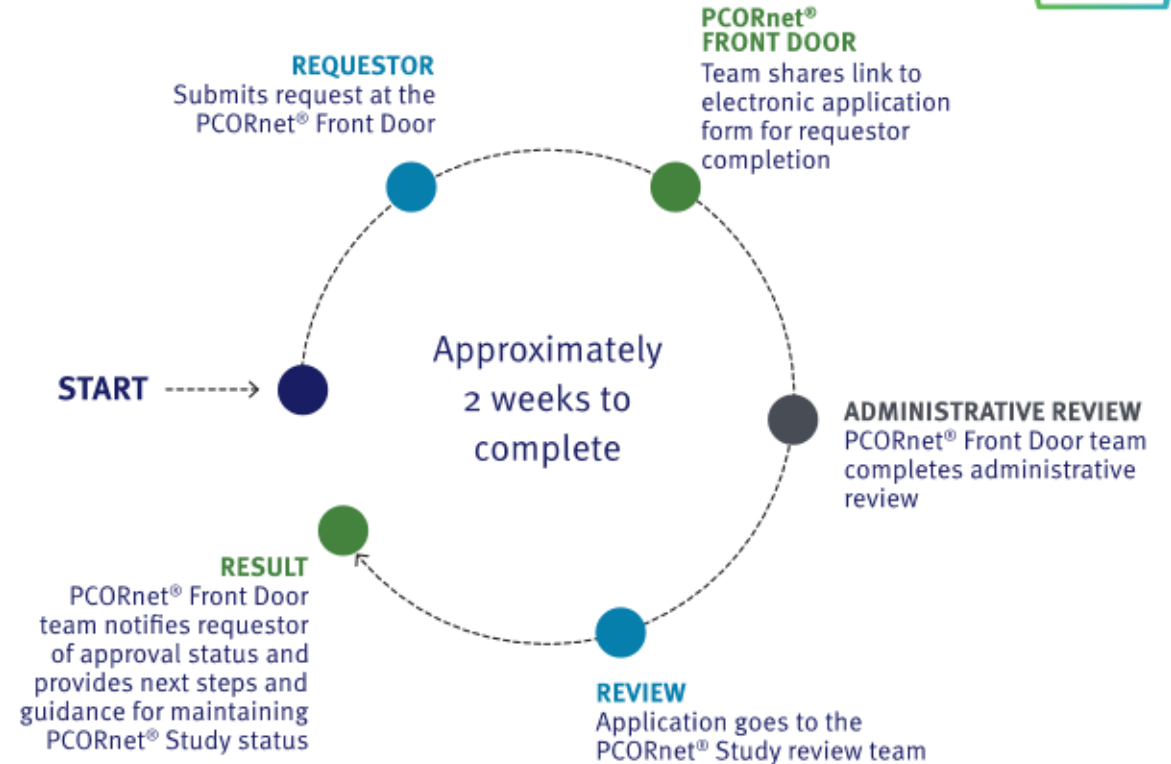 PCORnet®
FRONT DOOR
Team shares link to
electronic application
form for requestor
completion
REQUESTOR
Submits request at the
PCORnet® Front Door
Approximately
2 weeks to
complete
START
ADMINISTRATIVE REVIEW
PCORnet® Front Door team
completes administrative
review
RESULT
PCORnet® Front Door
team notifies requestor
of approval status and
provides next steps and
guidance for maintaining
PCORnet® Study status
REVIEW
Application goes to the
PCORnet® Study review team